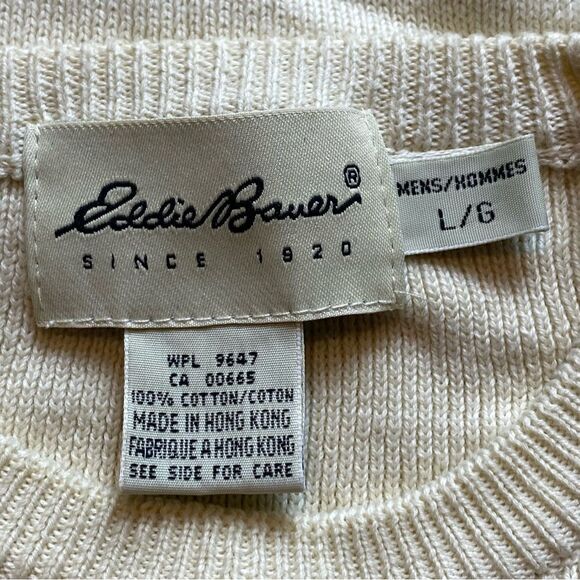 Eddie Bauer®
SINCE 1920
MENS/HOMMES
L/G
WPL 9647
CA 00665
100% COTTON/COTON
MADE IN HONG KONG
FABRIQUE A HONG KONG
SEE SIDE FOR CARE